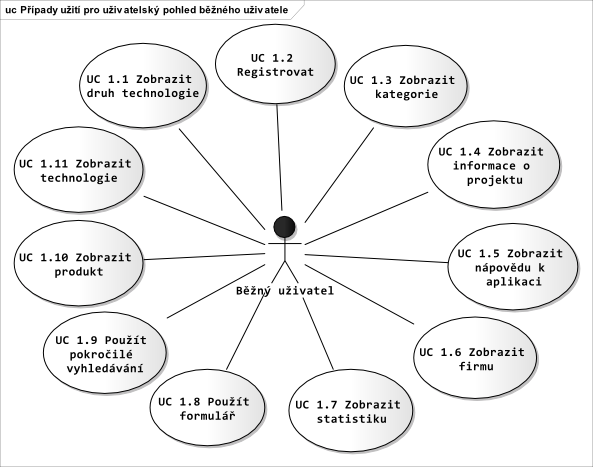 uc Případy užití pro uživatelský pohled běžného uživatele
UC 1.1 Zobrazit
druh technologie
UC 1.2
Registrovat
UC 1.3 Zobrazit
kategorie
UC 1.4 Zobrazit
informace o
projektu
UC 1.5 Zobrazit
nápovědu k
aplikaci
UC 1.6 Zobrazit
firmu
UC 1.7 Zobrazit
statistiku
UC 1.8 Použít
formulář
UC 1.9 Použít
pokročilé
vyhledávání
UC 1.10 Zobrazit
produkt
UC 1.11 Zobrazit
technologie
Běžný uživatel